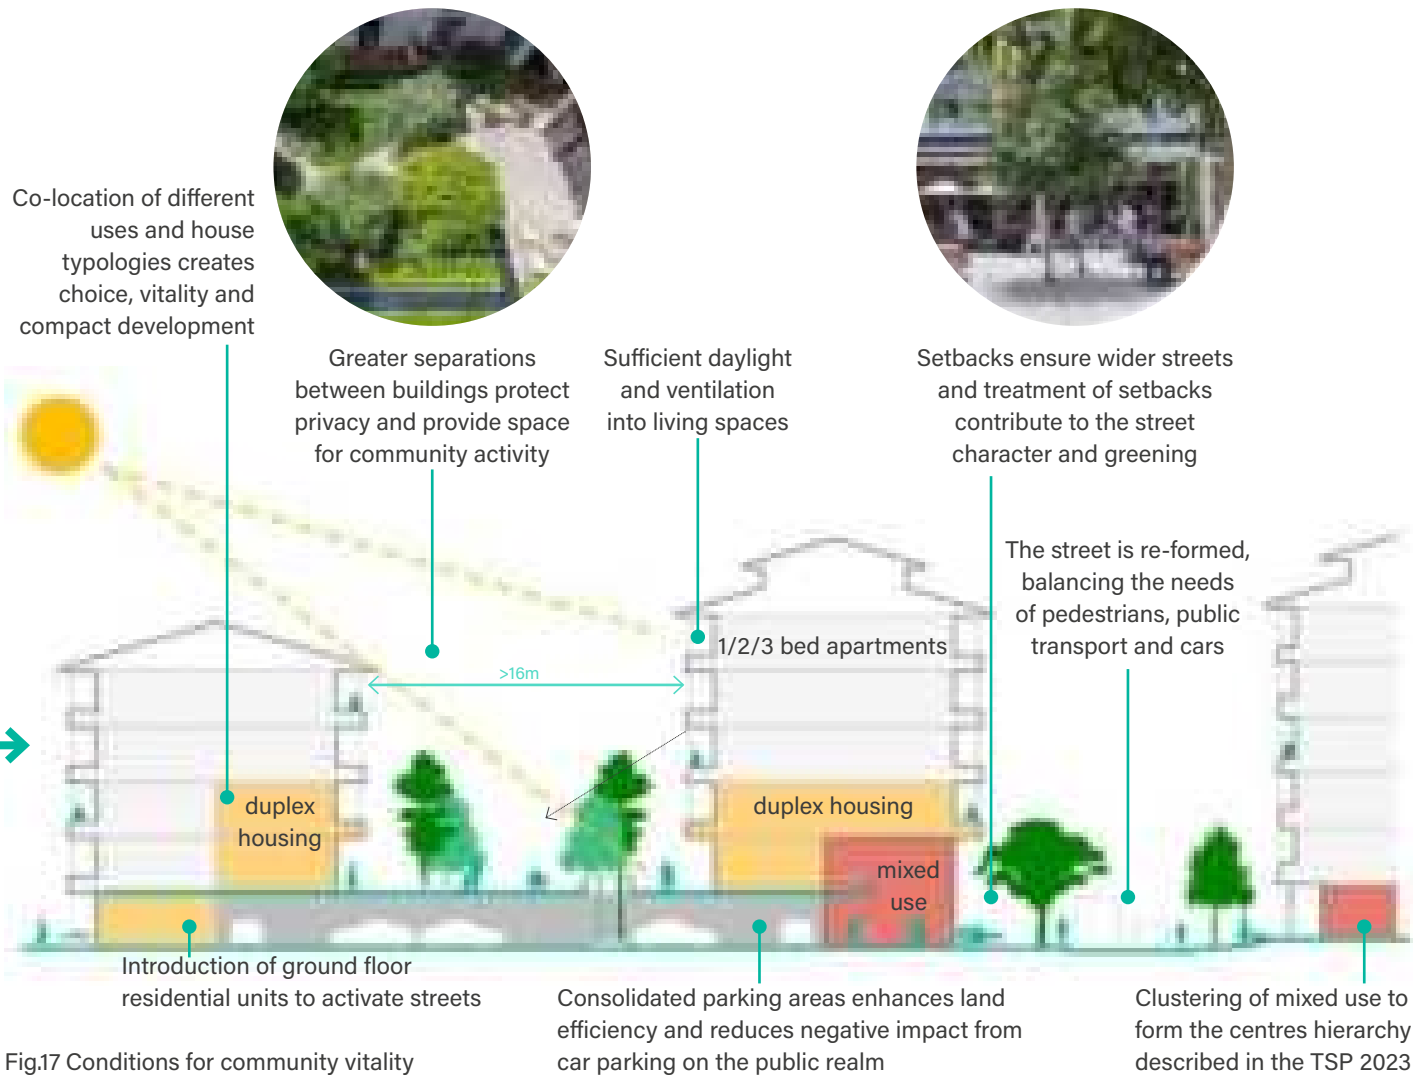 Co-location of different
uses and house
typologies creates
choice, vitality and
compact development
Greater separations
between buildings protect
privacy and provide space
for community activity
Sufficient daylight
and ventilation
into living spaces
Setbacks ensure wider streets
and treatment of setbacks
contribute to the street
character and greening
The street is re-formed,
balancing the needs
of pedestrians, public
transport and cars
1/2/3 bed apartments
>16m
duplex
housing
duplex housing
mixed
use
Introduction of ground floor
residential units to activate streets
Consolidated parking areas enhances land
efficiency and reduces negative impact from
car parking on the public realm
Clustering of mixed use to
form the centres hierarchy
described in the TSP 2023
Fig.17 Conditions for community vitality